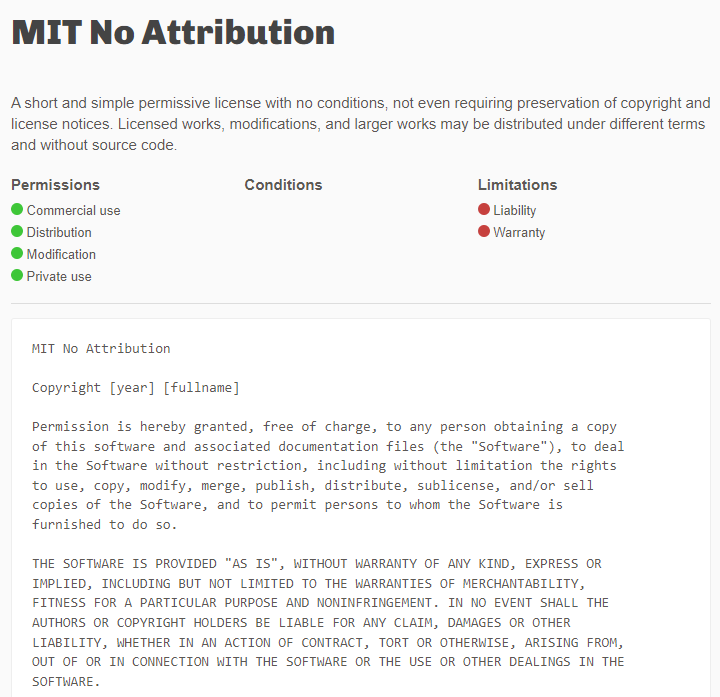 MIT No Attribution
A short and simple permissive license with no conditions, not even requiring preservation of copyright and
license notices. Licensed works, modifications, and larger works may be distributed under different terms
and without source code.
Permissions
Commercial use
Distribution
Modification
Private use
Conditions
Limitations
Liability
Warranty
MIT No Attribution
Copyright [year] [fullname]
Permission is hereby granted, free of charge, to any person obtaining a copy
of this software and associated documentation files (the "Software"), to deal
in the Software without restriction, including without limitation the rights
to use, copy, modify, merge, publish, distribute, sublicense, and/or sell
copies of the Software, and to permit persons to whom the Software is
furnished to do so.
THE SOFTWARE IS PROVIDED "AS IS", WITHOUT WARRANTY OF ANY KIND, EXPRESS OR
IMPLIED, INCLUDING BUT NOT LIMITED TO THE WARRANTIES OF MERCHANTABILITY,
FITNESS FOR A PARTICULAR PURPOSE AND NONINFRINGEMENT. IN NO EVENT SHALL THE
AUTHORS OR COPYRIGHT HOLDERS BE LIABLE FOR ANY CLAIM, DAMAGES OR OTHER
LIABILITY, WHETHER IN AN ACTION OF CONTRACT, TORT OR OTHERWISE, ARISING FROM,
OUT OF OR IN CONNECTION WITH THE SOFTWARE OR THE USE OR OTHER DEALINGS IN THE
SOFTWARE.